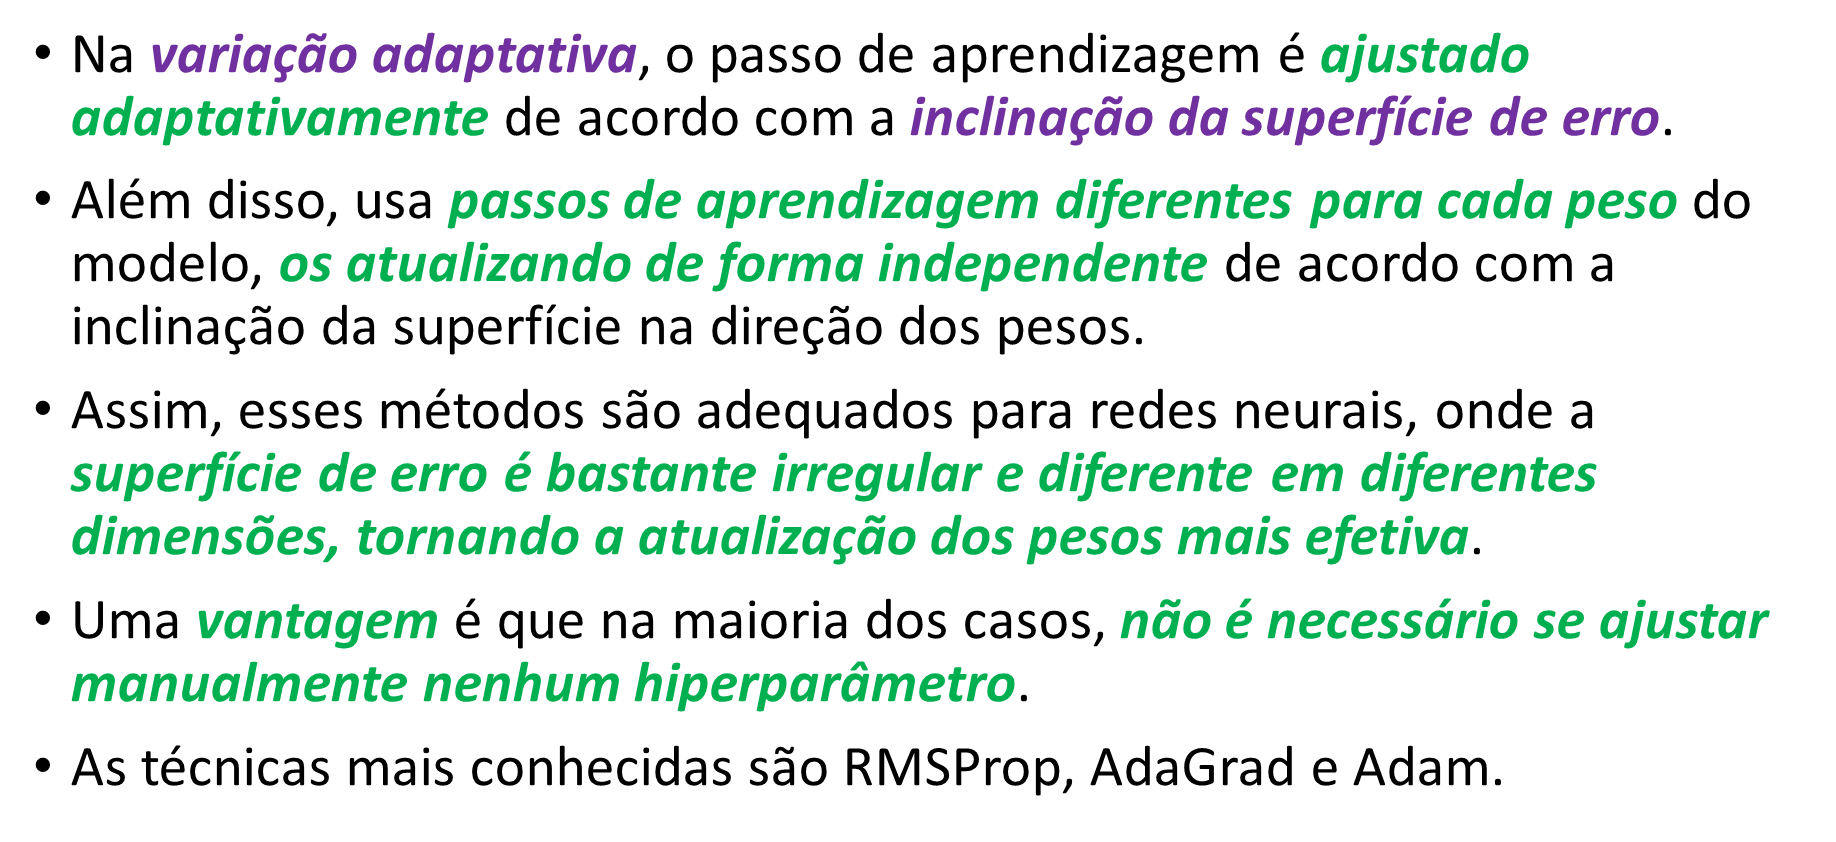 • Na variação adaptativa, o passo de aprendizagem é ajustado
adaptativamente de acordo com a inclinação da superfície de erro.
• Além disso, usa passos de aprendizagem diferentes para cada peso do
modelo, os atualizando de forma independente de acordo com a
inclinação da superfície na direção dos pesos.
• Assim, esses métodos são adequados para redes neurais, onde a
superfície de erro é bastante irregular e diferente em diferentes
dimensões, tornando a atualização dos pesos mais efetiva.
• Uma vantagem é que na maioria dos casos, não é necessário se ajustar
manualmente nenhum hiperparâmetro.
• As técnicas mais conhecidas são RMSProp, AdaGrad e Adam.